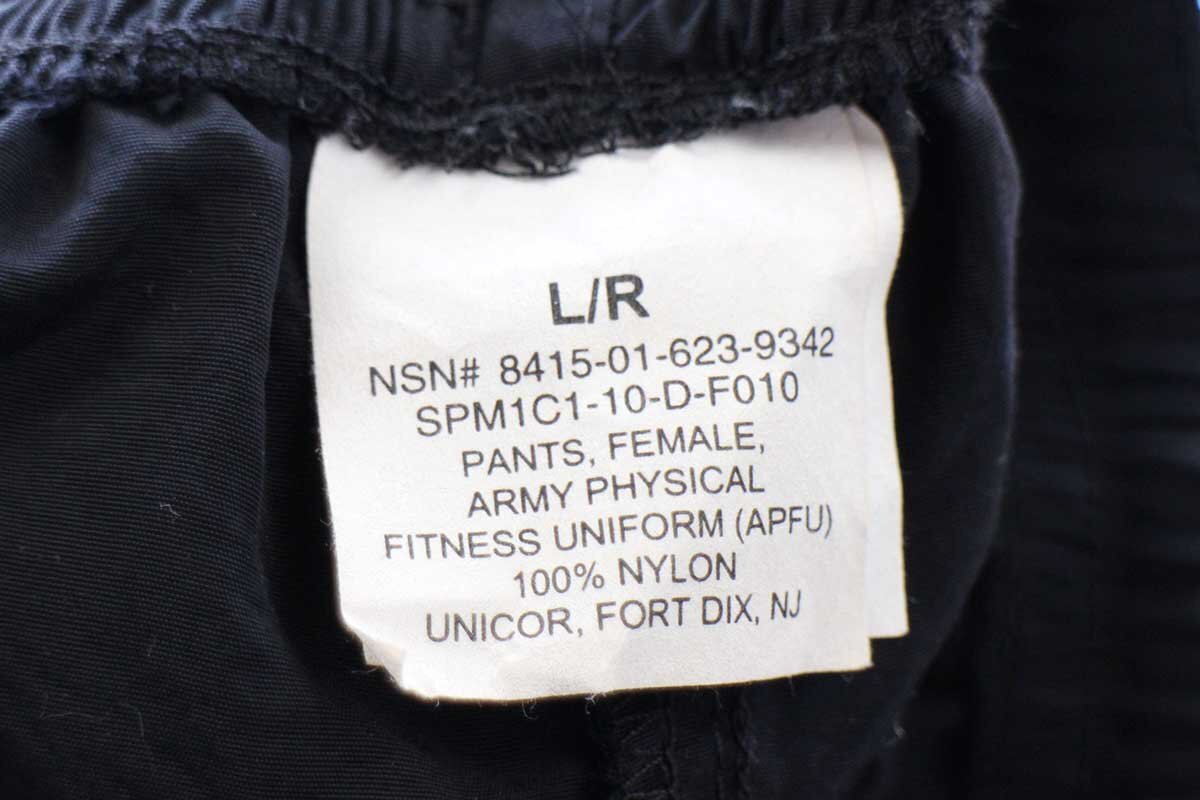 L/R
NSN# 8415-01-623-9342
SPM1C1-10-D-F010
PANTS, FEMALE,
ARMY PHYSICAL
FITNESS UNIFORM (APFU)
100% NYLON
UNICOR, FORT DIX, NJ